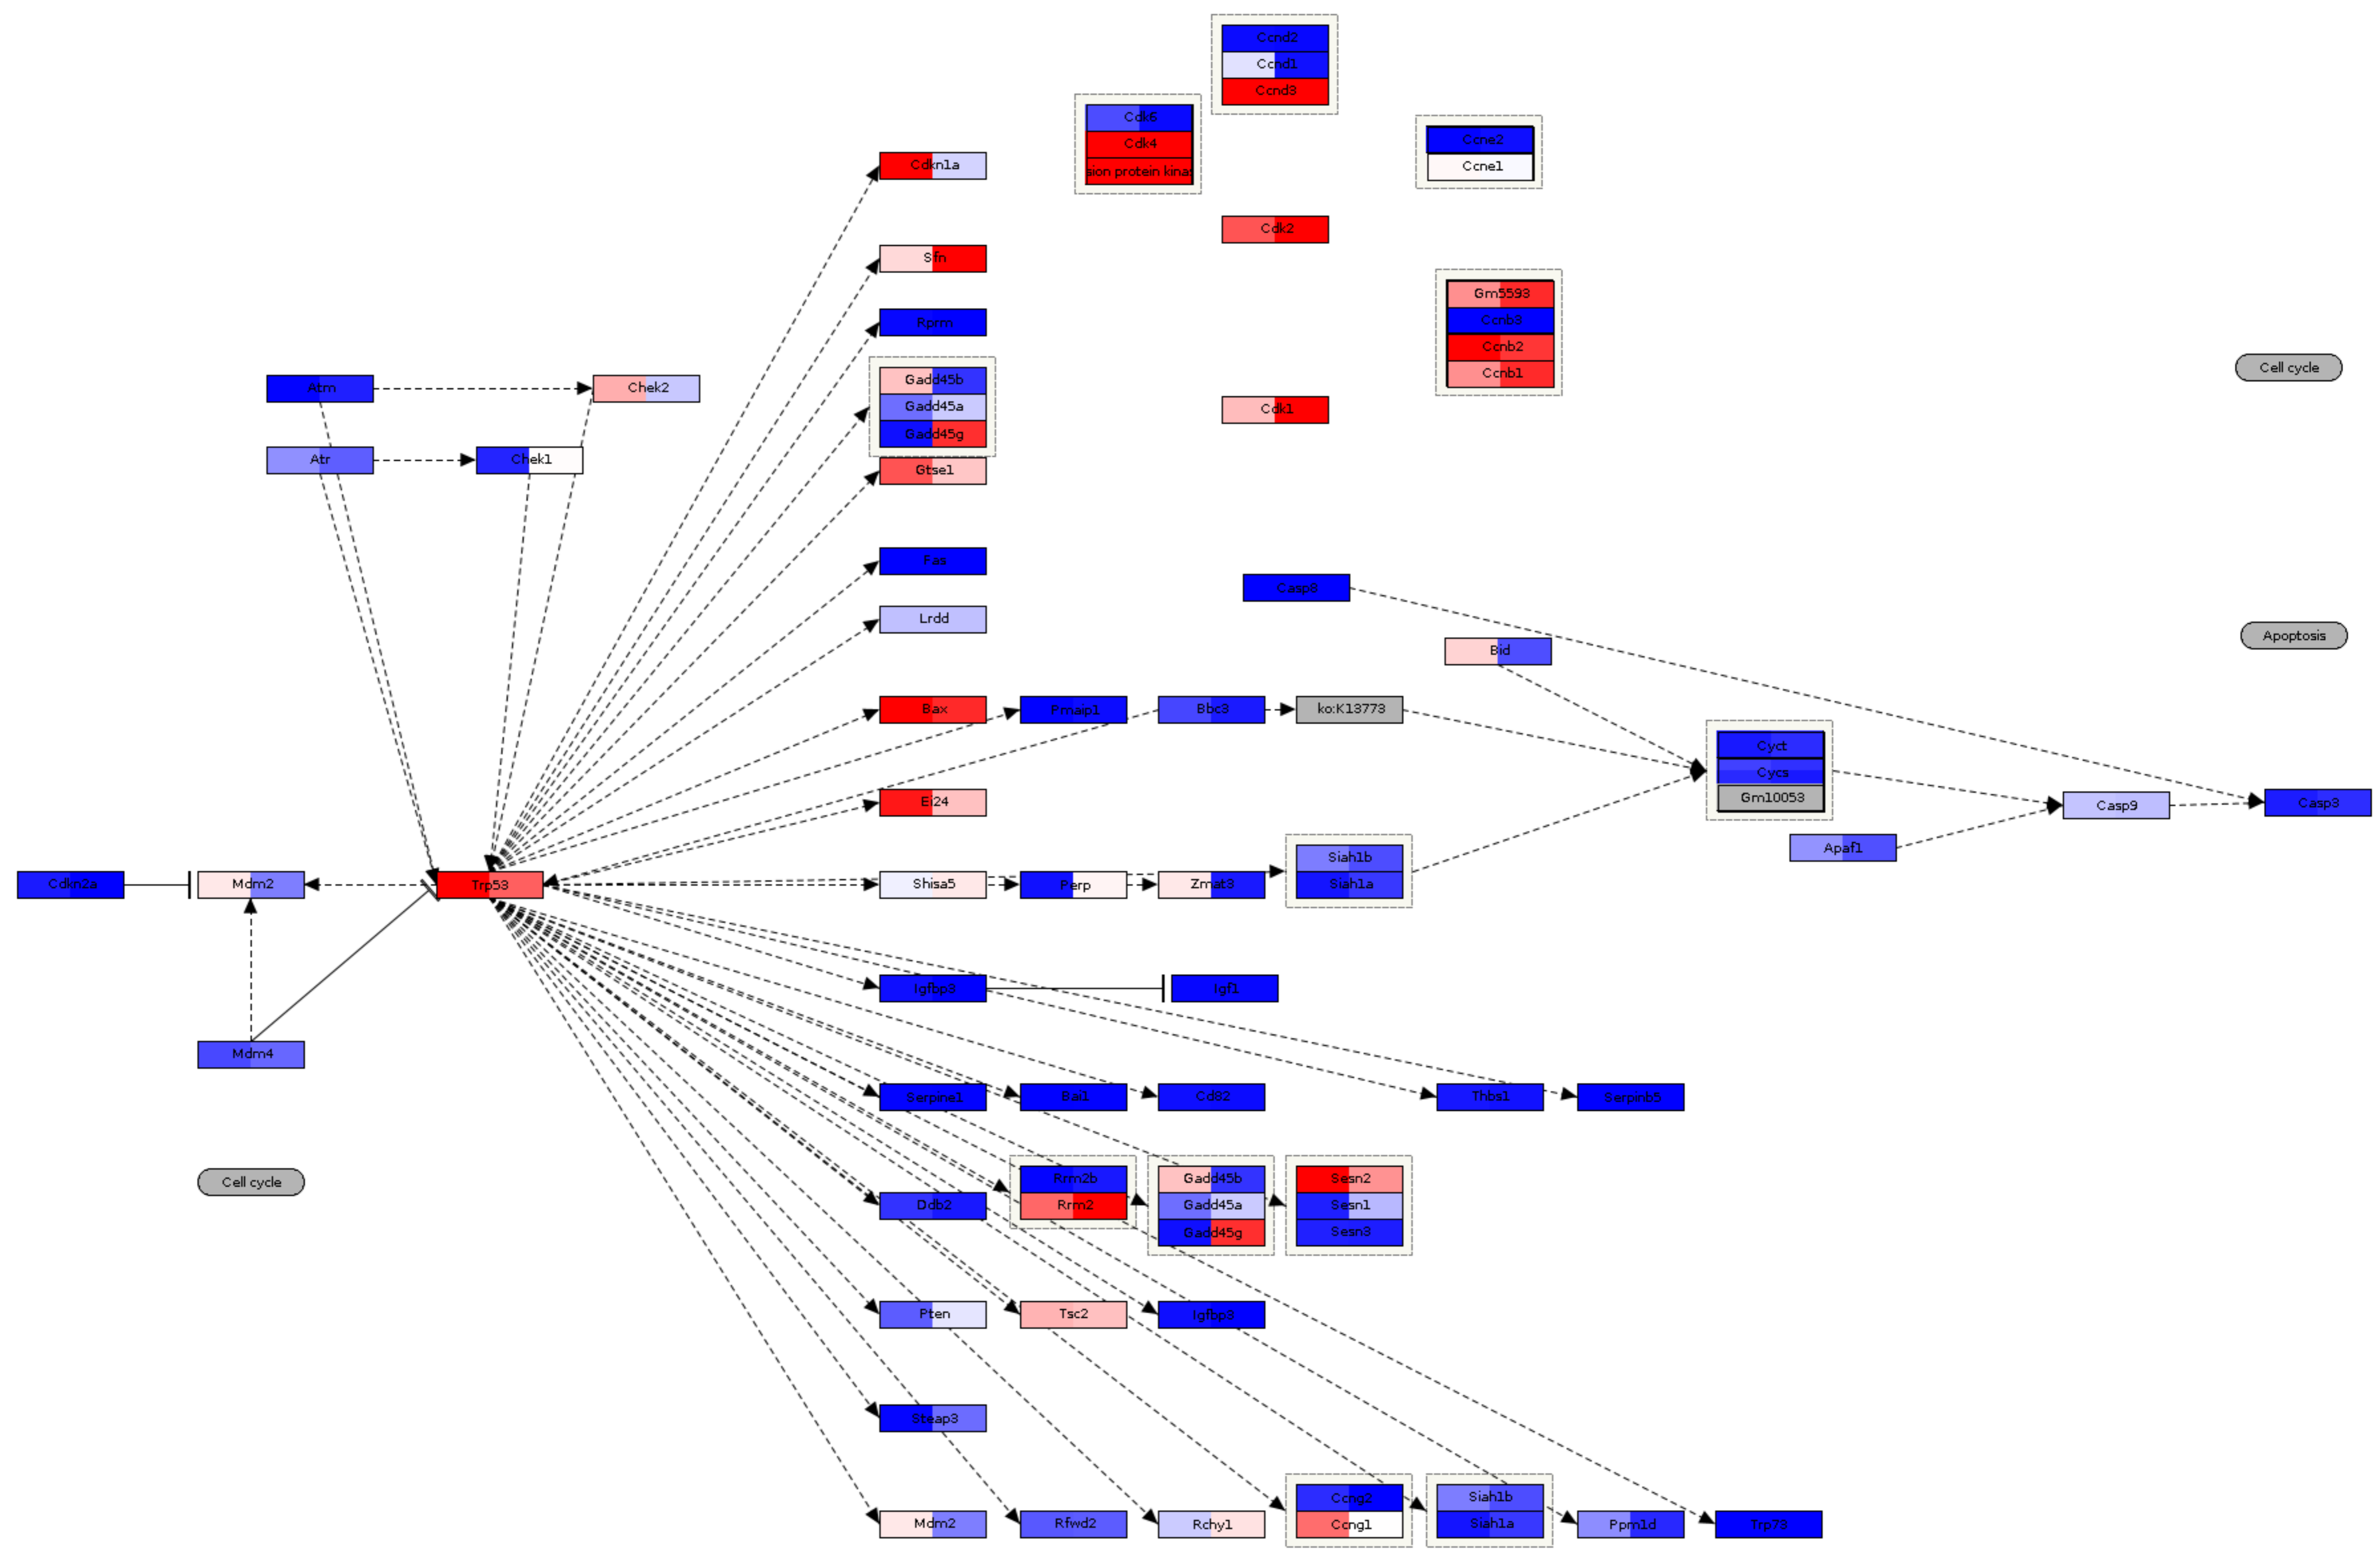 Ccnd2
Ccnd1
Ccnd3
Cdk6
Cdk4
sion protein kinas
Ccne2
Ccne1
Cdkn1a
Cdk2
Sfn
Gm5593
Ccnb3
Ccnb2
Ccnb1
Rprm
Cell cycle
Atm
Chek2
Gadd45b
Gadd45a
Gadd45g
Cdk1
Atr
Chek1
Gtse1
Fas
Casp8
Lrdd
Apoptosis
Bid
Bax
Pmaip1
Bbc3
ko:K13773
Cyct
Cycs
Gm10053
Ei24
Casp9
Casp3
Apaf1
Cdkn2a
Mdm2
Trp53
Shisa5
Perp
Zmat3
Siah1b
Siah1a
Igfbp3
Igf1
Mdm4
Serpine1
Bai1
Cd82
Thbs1
Serpinb5
Cell cycle
Ddb2
Rrm2b
Rrm2
Gadd45b
Gadd45a
Gadd45g
Sesn2
Sesn1
Sesn3
Pten
Tsc2
Igfbp3
Steap3
Mdm2
Rfwd2
Rchy1
Ccng2
Ccng1
Siah1b
Siah1a
Ppm1d
Trp73